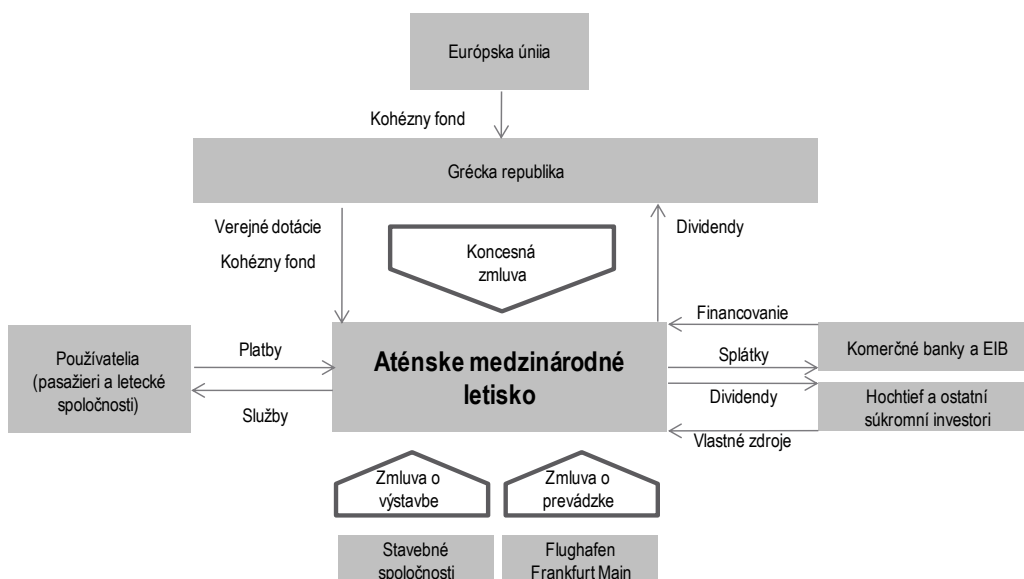 Európska úniia
Kohézny fond
Grécka republika
Verejné dotácie
Kohézny fond
Koncesná
zmluva
Dividendy
Používatelia
(pasažieri a letecké
spoločnosti)
Platby
Služby
Aténske medzinárodné
letisko
Financovanie
Splátky
Dividendy
Vlastné zdroje
Komerčné banky a EIB
Hochtief a ostatní
súkromní investori
Zmluva o
výstavbe
Zmluva o
prevádzke
Stavebné
spoločnosti
Flughafen
Frankfurt Main